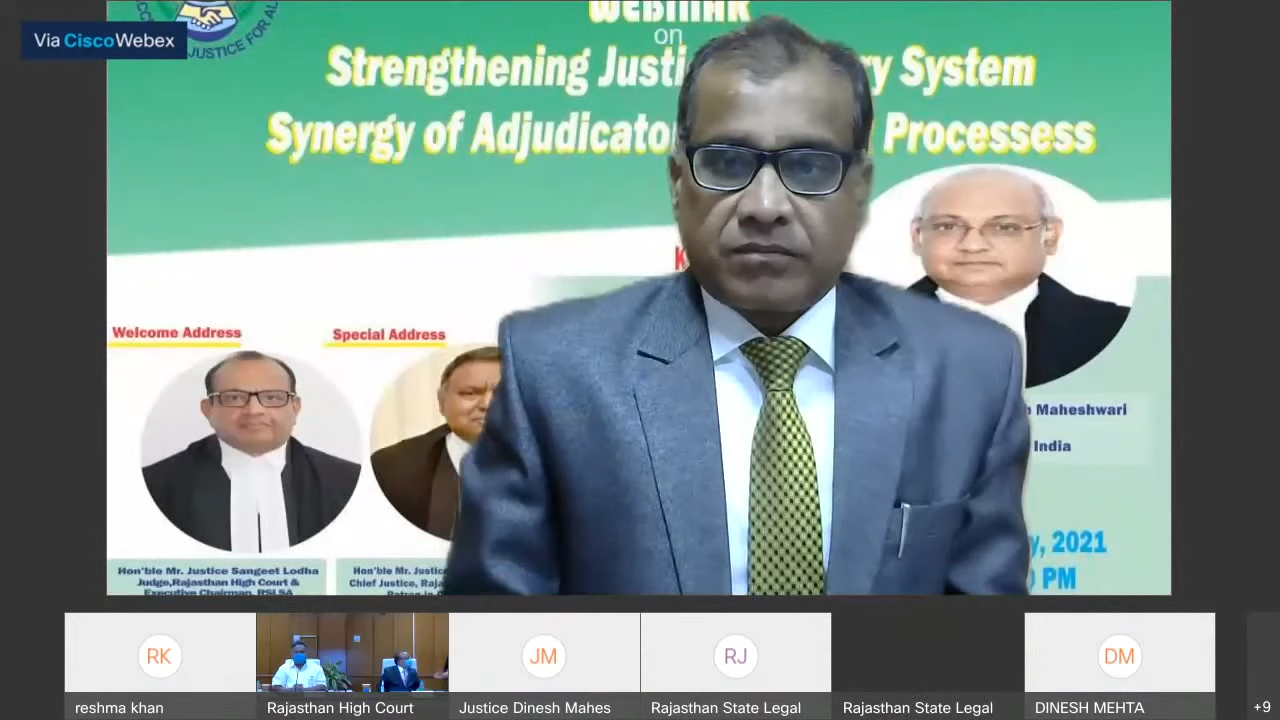 Via CiscoWebex
JUSTICE FOR AL
WEBINAR
on
Strengthening Justi ry System
Synergy of Adjudicato Processess
K
Welcome Address
Special Address
h Maheshwari
India
Hon'ble Mr. Justice Sangeet Lodha
Judge,Rajasthan High Court &
Executive Chairman, RSLSA
Hon'ble Mr. Justice
Chief Justice, Raja
y, 2021
PM
RK
JM
RJ
DM
reshma khan
Rajasthan High Court
Justice Dinesh Mahes
Rajasthan State Legal
Rajasthan State Legal
DINESH MEHTA
+9